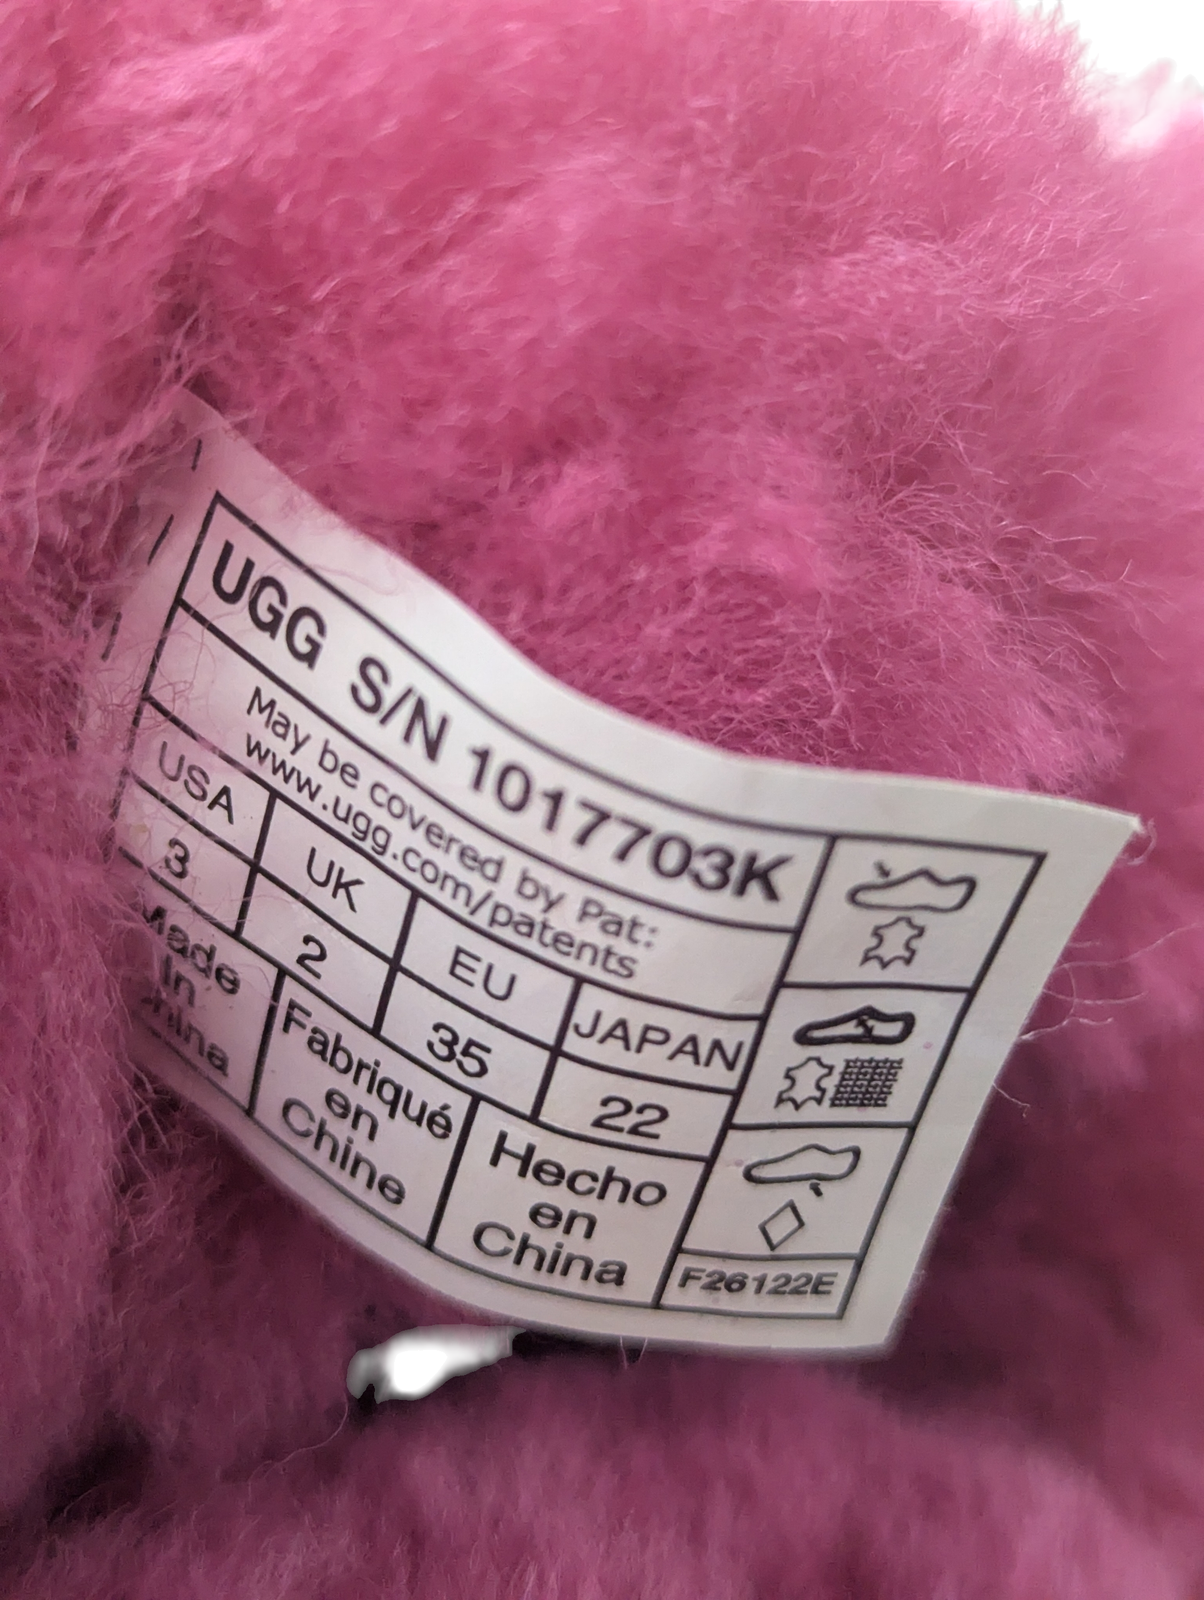 UGG S/N 1017703K
May be covered by Pat:
www.ugg.com/patents
USA UK EU JAPAN
3 2 35 22
Made
In
China
Fabriqué
en
Chine
Hecho
en
China
F26122E